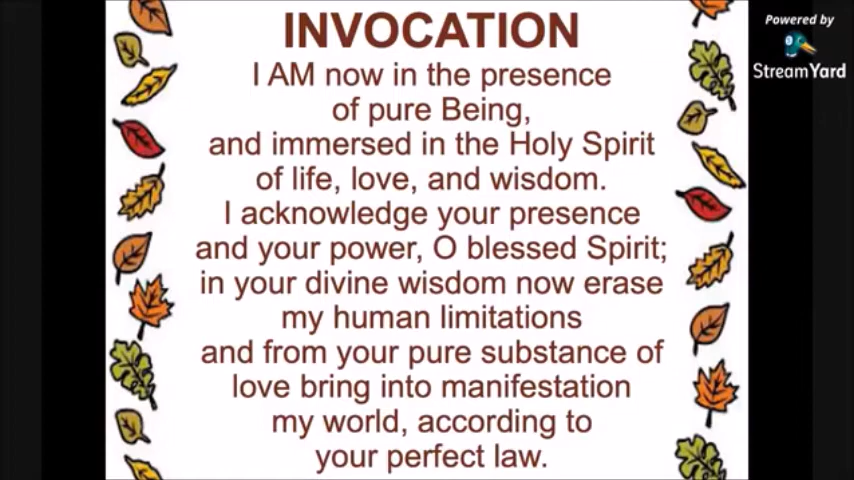 INVOCATION
I AM now in the presence
of pure Being,
and immersed in the Holy Spirit
of life, love, and wisdom.
I acknowledge your presence
and your power, O blessed Spirit;
in your divine wisdom now erase
my human limitations
and from your pure substance of
love bring into manifestation
my world, according to
your perfect law.
Powered by
StreamYard